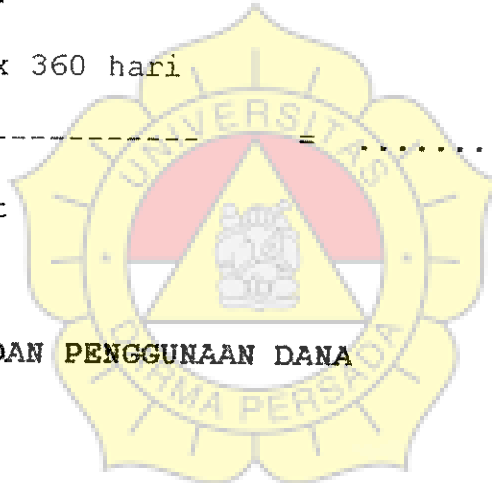 x 360 hari
------------ = .......
DAN PENGGUNAAN DANA
UNIVERSITAS
DARMA PERSADA